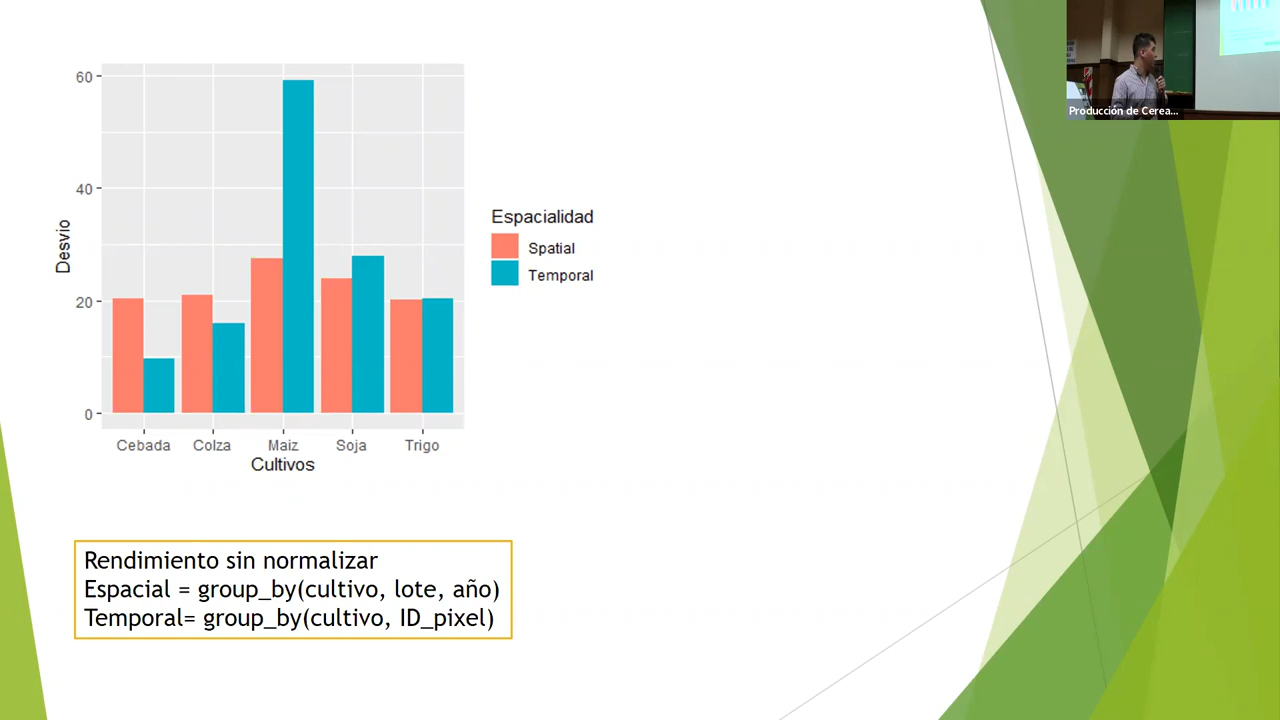 60
40
20
0
Desvio
Cebada Colza Maiz Soja Trigo
Cultivos
Espacialidad
Spatial
Temporal
Rendimiento sin normalizar
Espacial = group_by(cultivo, lote, año)
Temporal= group_by(cultivo, ID_pixel)
Producción de Cerea...